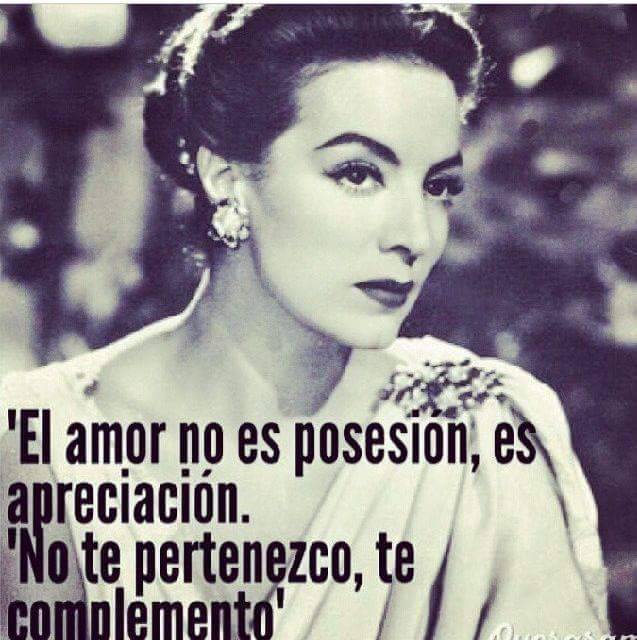 'El amor no es posesión, es
apreciación.
'No te pertenezco, te
complemento'